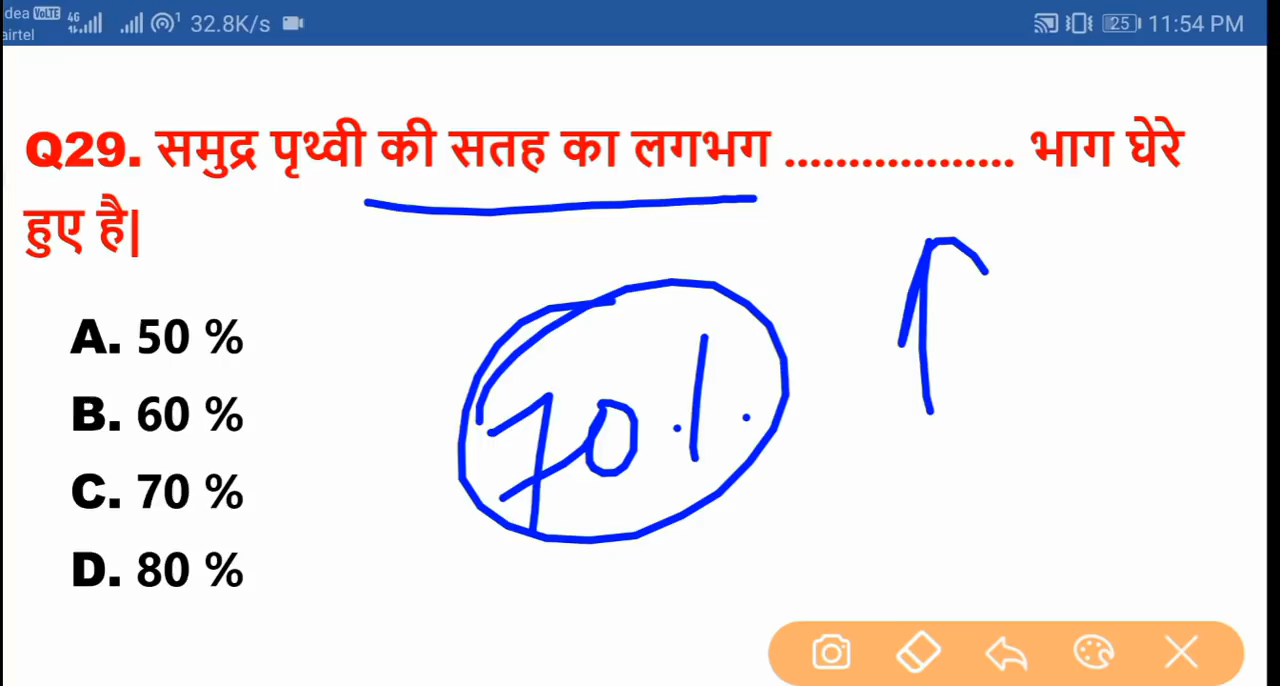 dea VoLTE 4G 1 32.8K/s 25 11:54 PM
airtel
Q29. समुद्र पृथ्वी की सतह का लगभग .................. भाग घेरे
हुए है|
A. 50 %
B. 60 %
C. 70 %
D. 80 %
70%